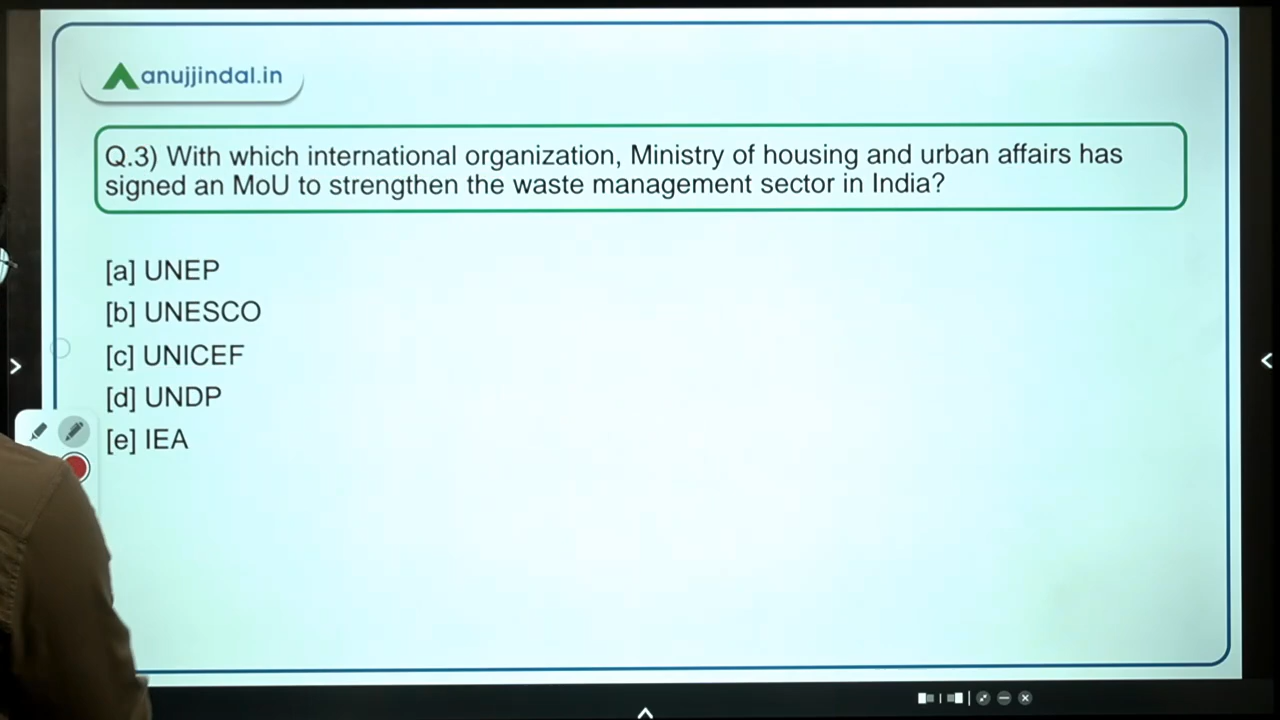 anujjindal.in
Q.3) With which international organization, Ministry of housing and urban affairs has
signed an MoU to strengthen the waste management sector in India?
[a] UNEP
[b] UNESCO
[c] UNICEF
[d] UNDP
[e] IEA